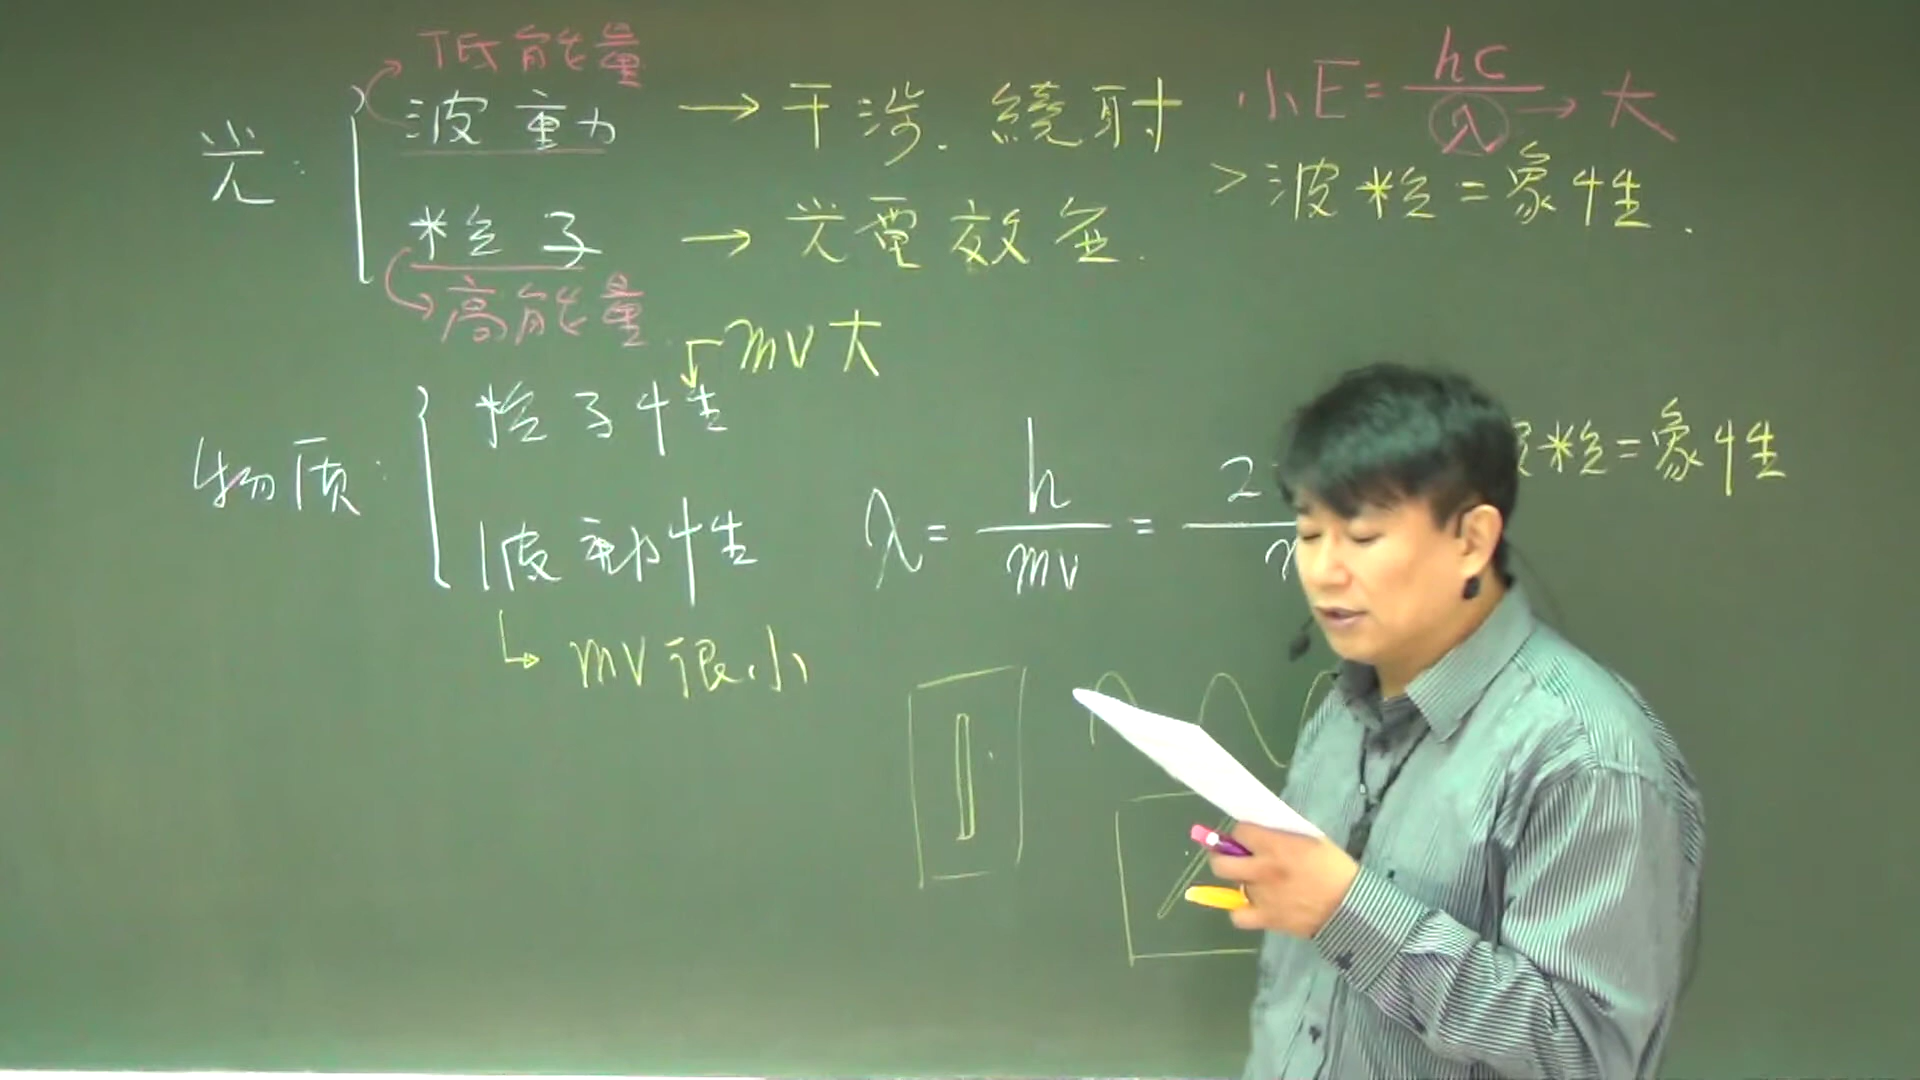 低能量
光: 波動 → 干涉. 繞射
小E = hc/λ → 大
> 波粒二象性.
粒子 → 光電效应.
高能量
mv大
物质: 粒子性
波動性
λ = h/mv = 2
粒二象性
mv很小